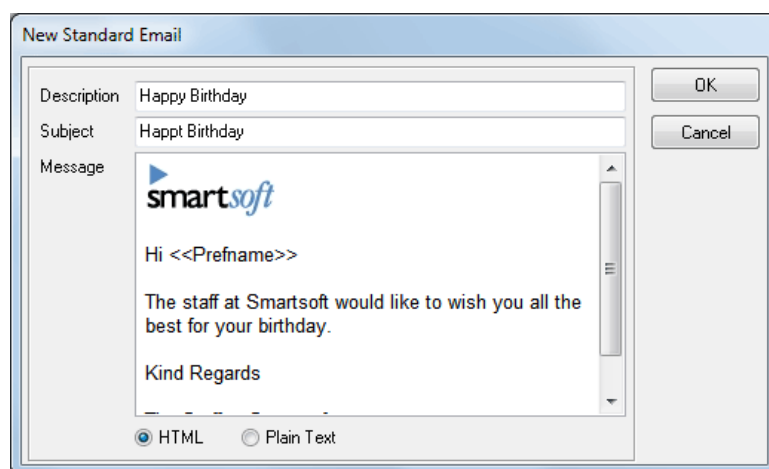 New Standard Email
Description Happy Birthday
OK
Subject Happt Birthday
Cancel
Message
smartsoft
Hi <<Prefname>>
The staff at Smartsoft would like to wish you all the
best for your birthday.
Kind Regards
HTML Plain Text